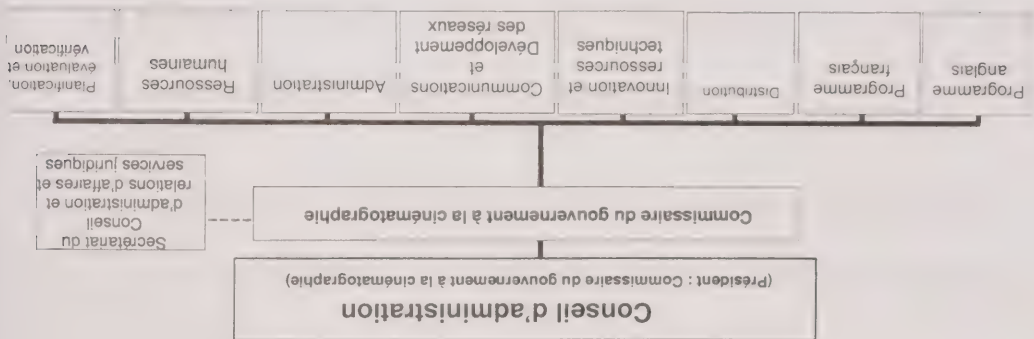 Conseil d'administration
(Président : Commissaire du gouvernement à la cinématographie)
Commissaire du gouvernement à la cinématographie
Secrétariat du
Conseil
d'administration et
relations d'affaires et
services juridiques
Programme
anglais
Programme
français
Distribution
Innovation et
ressources
techniques
Communications
et
Développement
des réseaux
Administration
Ressources
humaines
Planification,
évaluation et
vérification